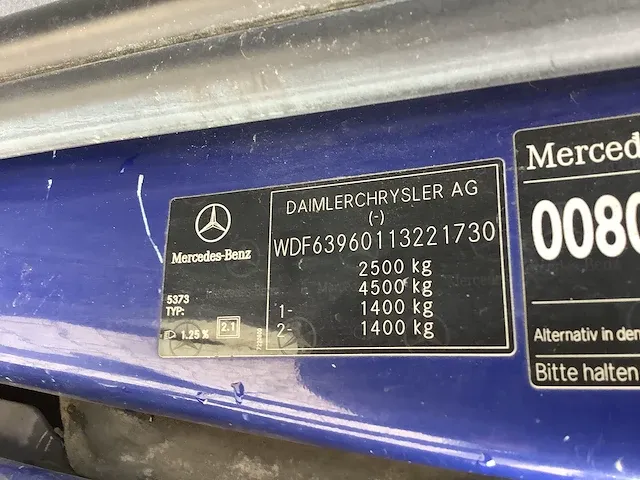 Mercedes-Benz
5373
TYP:
1.25 %
2.1
DAIMLERCHRYSLER AG
(-)
WDF63960113221730
2500 kg
4500 kg
1- 1400 kg
2- 1400 kg
Merced
0080
Alternativ in den
Bitte halten